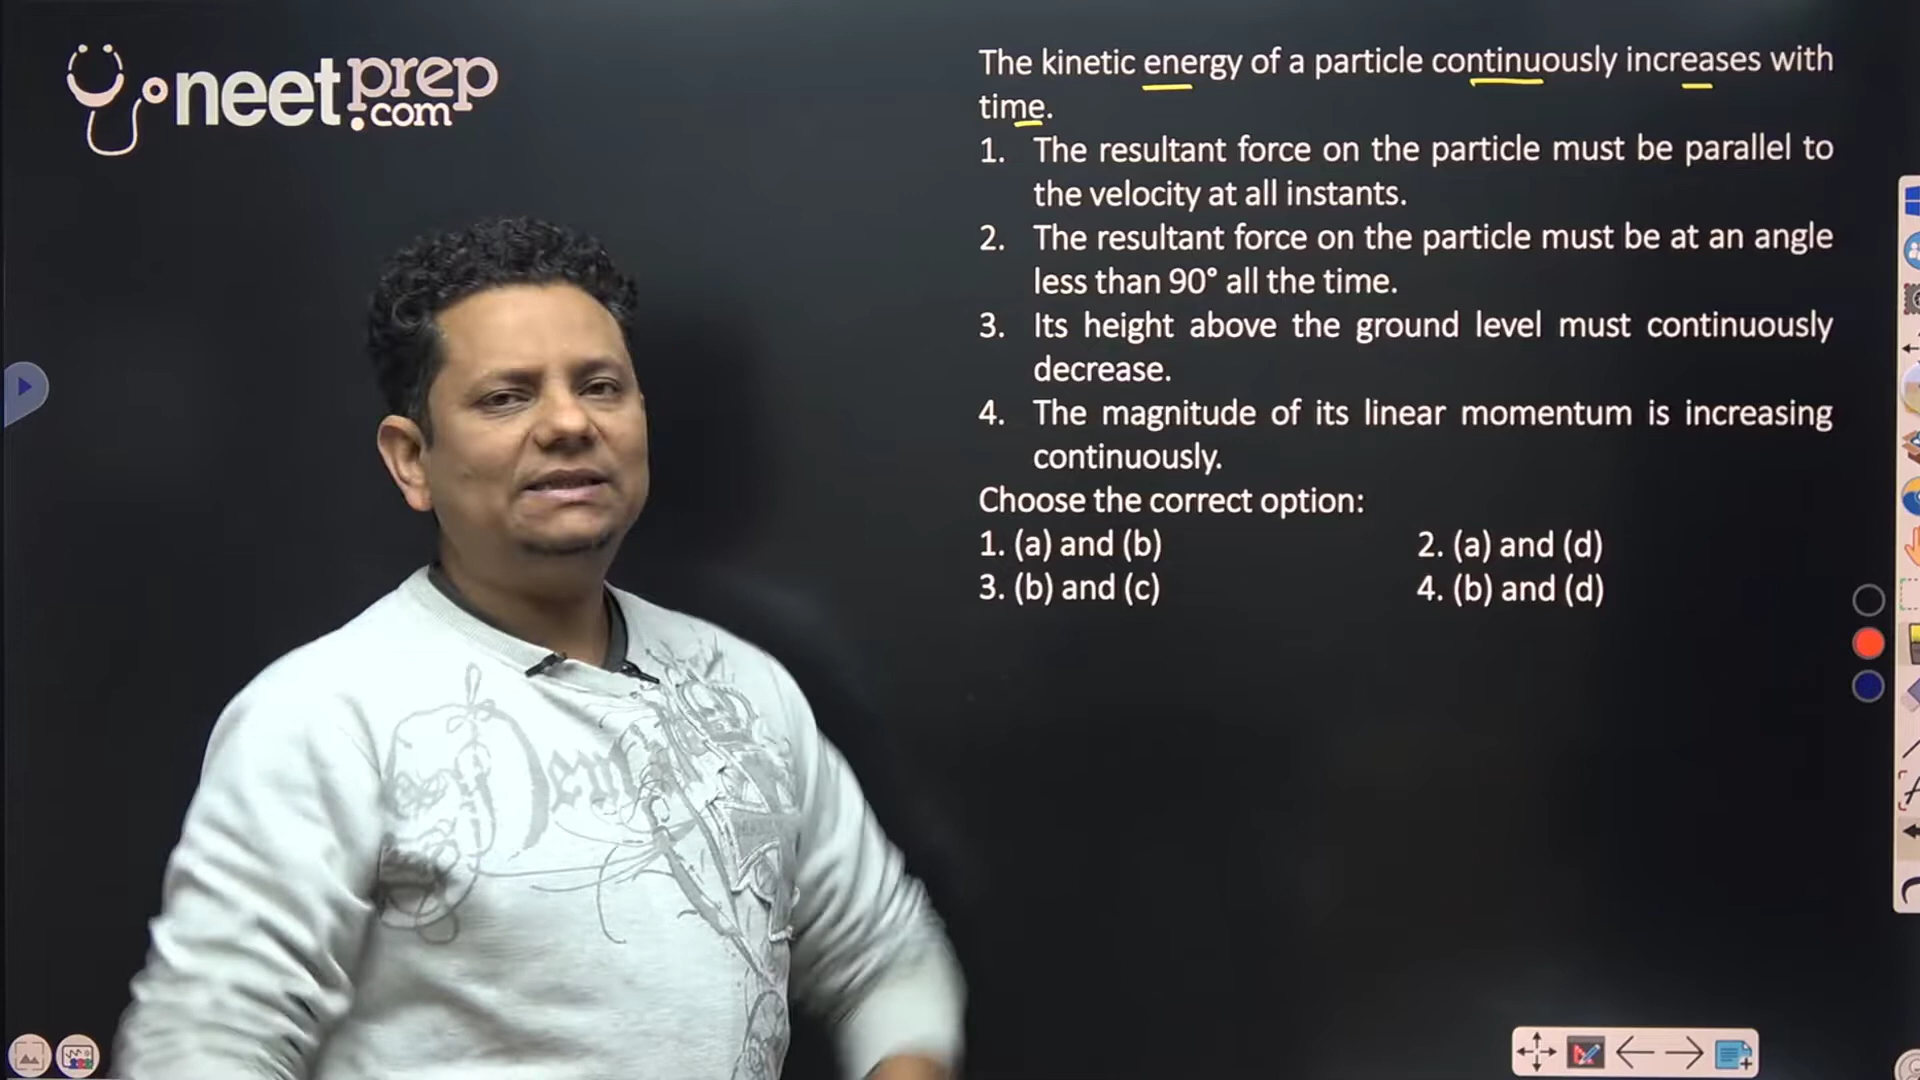 neetprep
.com
The kinetic energy of a particle continuously increases with
time.
1. The resultant force on the particle must be parallel to
the velocity at all instants.
2. The resultant force on the particle must be at an angle
less than 90° all the time.
3. Its height above the ground level must continuously
decrease.
4. The magnitude of its linear momentum is increasing
continuously.
Choose the correct option:
1. (a) and (b) 2. (a) and (d)
3. (b) and (c) 4. (b) and (d)